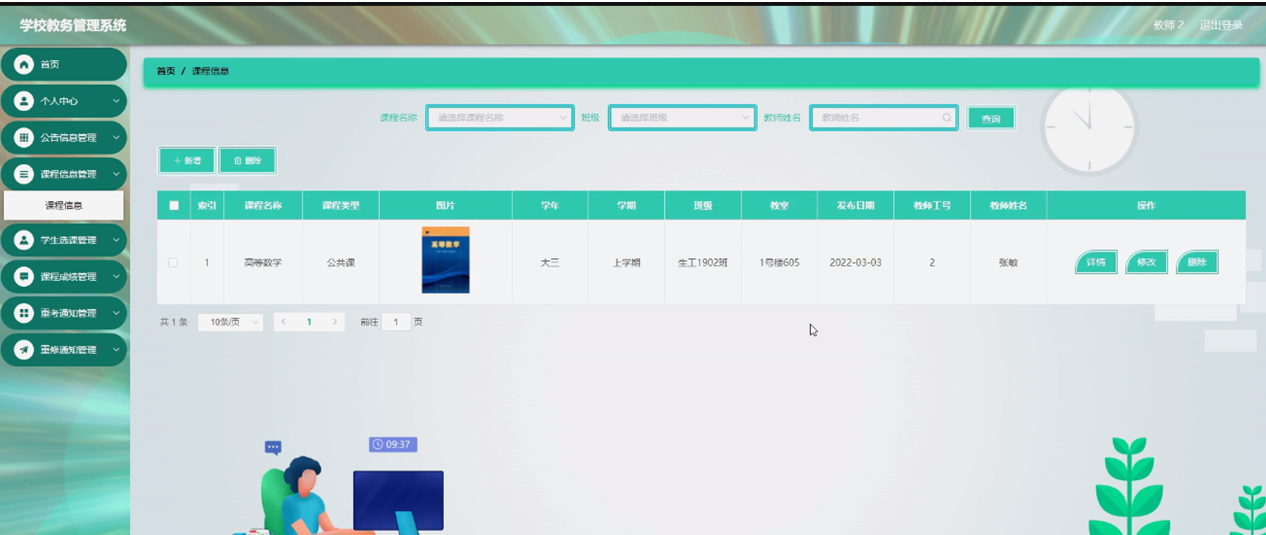 学校教务管理系统
教师 2 退出登录
首页
个人中心
公告信息管理
课程信息管理
课程信息
学生选课管理
课程成绩管理
重考通知管理
重修通知管理
首页 / 课程信息
课程名称 请选择课程名称 班级 请选择班级 教师姓名 教师姓名 查询
新增 删除
索引 课程名称 课程类型 图片 学年 学期 班级 教室 发布日期 教师工号 教师姓名 操作
高等数学
1 高等数学 公共课 大三 上学期 生工1902班 1号楼605 2022-03-03 2 张敏 详情 修改 删除
共 1 条 10条/页 1 前往 1 页
09:37